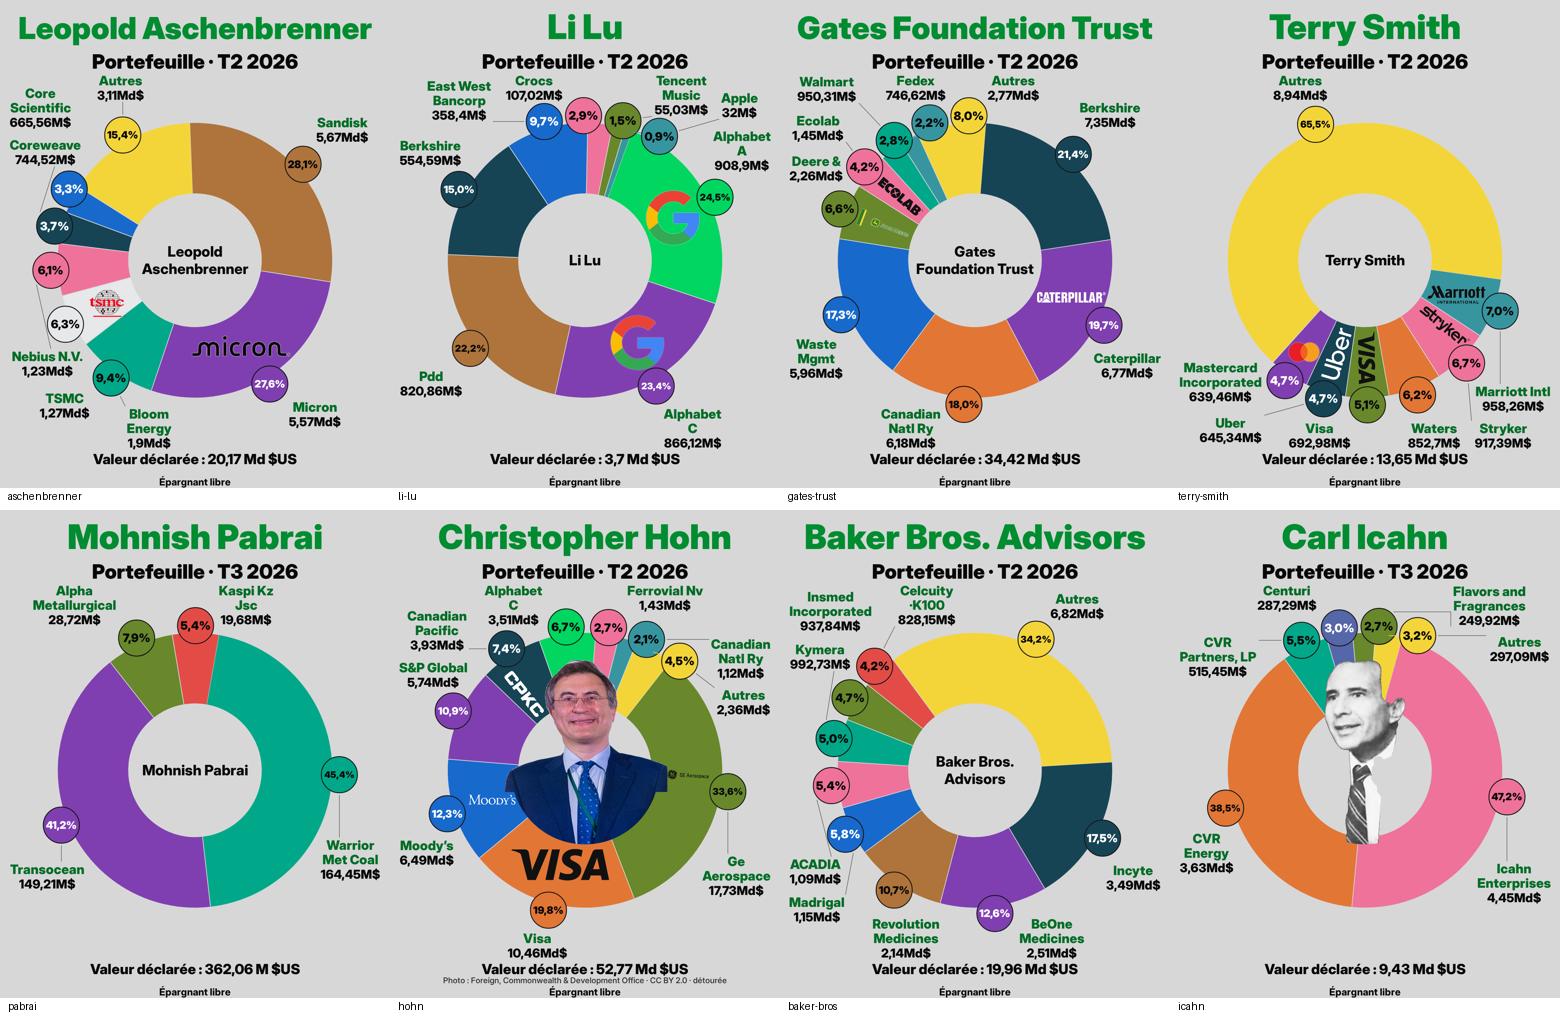 Leopold Aschenbrenner
Portefeuille · T2 2026
Autres
3,11Md$
Core
Scientific
665,56M$
Coreweave
744,52M$
Sandisk
5,67Md$
15,4%
28,1%
3,3%
3,7%
6,1%
6,3%
9,4%
27,6%
Leopold
Aschenbrenner
tsmc
micron
Nebius N.V.
1,23Md$
TSMC
1,27Md$
Bloom
Energy
1,9Md$
Micron
5,57Md$
Valeur déclarée : 20,17 Md $US
Épargnant libre
aschenbrenner
Li Lu
Portefeuille · T2 2026
East West
Bancorp
358,4M$
Crocs
107,02M$
Tencent
Music
55,03M$
Apple
32M$
Alphabet
A
908,9M$
Berkshire
554,59M$
9,7%
2,9%
1,5%
0,9%
15,0%
24,5%
22,2%
23,4%
Li Lu
Pdd
820,86M$
Alphabet
C
866,12M$
Valeur déclarée : 3,7 Md $US
Épargnant libre
li-lu
Gates Foundation Trust
Portefeuille · T2 2026
Walmart
950,31M$
Fedex
746,62M$
Autres
2,77Md$
Berkshire
7,35Md$
Ecolab
1,45Md$
Deere &
2,26Md$
2,8%
2,2%
8,0%
21,4%
4,2%
6,6%
17,3%
19,7%
18,0%
ECOLAB
CATERPILLAR
Gates
Foundation Trust
Waste
Mgmt
5,96Md$
Caterpillar
6,77Md$
Canadian
Natl Ry
6,18Md$
Valeur déclarée : 34,42 Md $US
Épargnant libre
gates-trust
Terry Smith
Portefeuille · T2 2026
Autres
8,94Md$
65,5%
Terry Smith
Marriott
INTERNATIONAL
stryker
VISA
Uber
7,0%
6,7%
6,2%
5,1%
4,7%
4,7%
Mastercard
Incorporated
639,46M$
Uber
645,34M$
Visa
692,98M$
Waters
852,7M$
Stryker
917,39M$
Marriott Intl
958,26M$
Valeur déclarée : 13,65 Md $US
Épargnant libre
terry-smith
Mohnish Pabrai
Portefeuille · T3 2026
Alpha
Metallurgical
28,72M$
Kaspi Kz
Jsc
19,68M$
7,9%
5,4%
45,4%
41,2%
Mohnish Pabrai
Transocean
149,21M$
Warrior
Met Coal
164,45M$
Valeur déclarée : 362,06 M $US
Épargnant libre
pabrai
Christopher Hohn
Portefeuille · T2 2026
Alphabet
C
3,51Md$
Ferrovial Nv
1,43Md$
Canadian
Pacific
3,93Md$
S&P Global
5,74Md$
Canadian
Natl Ry
1,12Md$
Autres
2,36Md$
6,7%
2,7%
2,1%
7,4%
4,5%
10,9%
12,3%
33,6%
19,8%
CPKC
Moody's
GE Aerospace
VISA
Moody's
6,49Md$
Ge
Aerospace
17,73Md$
Visa
10,46Md$
Valeur déclarée : 52,77 Md $US
Photo : Foreign, Commonwealth & Development Office · CC BY 2.0 · détourée
Épargnant libre
hohn
Baker Bros. Advisors
Portefeuille · T2 2026
Insmed
Incorporated
937,84M$
Celcuity
·K100
828,15M$
Autres
6,82Md$
Kymera
992,73M$
34,2%
4,2%
4,7%
5,0%
5,4%
5,8%
10,7%
12,6%
17,5%
Baker Bros.
Advisors
ACADIA
1,09Md$
Madrigal
1,15Md$
Revolution
Medicines
2,14Md$
BeOne
Medicines
2,51Md$
Incyte
3,49Md$
Valeur déclarée : 19,96 Md $US
Épargnant libre
baker-bros
Carl Icahn
Portefeuille · T3 2026
Centuri
287,29M$
Flavors and
Fragrances
249,92M$
CVR
Partners, LP
515,45M$
Autres
297,09M$
5,5%
3,0%
2,7%
3,2%
38,5%
47,2%
CVR
Energy
3,63Md$
Icahn
Enterprises
4,45Md$
Valeur déclarée : 9,43 Md $US
Épargnant libre
icahn